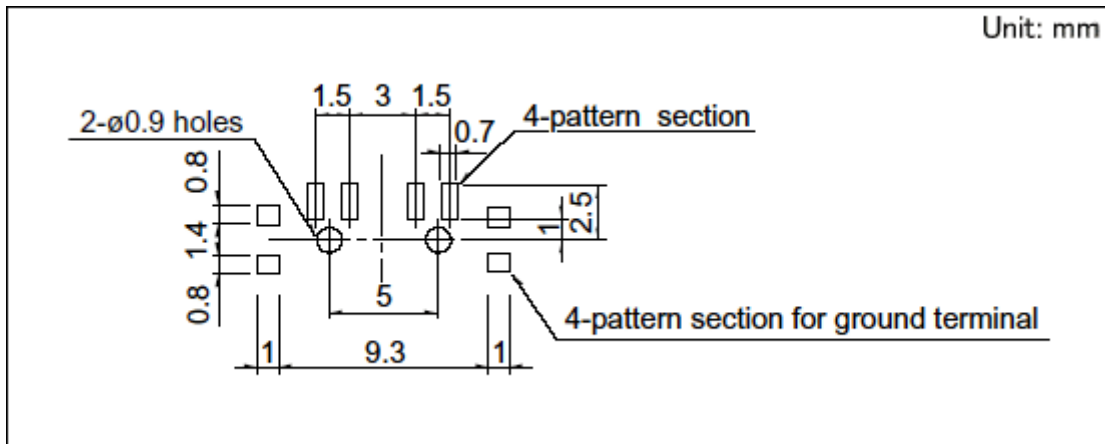 Unit: mm
1.5 3 1.5
4-pattern section
2-ø0.9 holes
0.7
0.8
2.5
1
1.4
5
0.8
4-pattern section for ground terminal
1 9.3 1